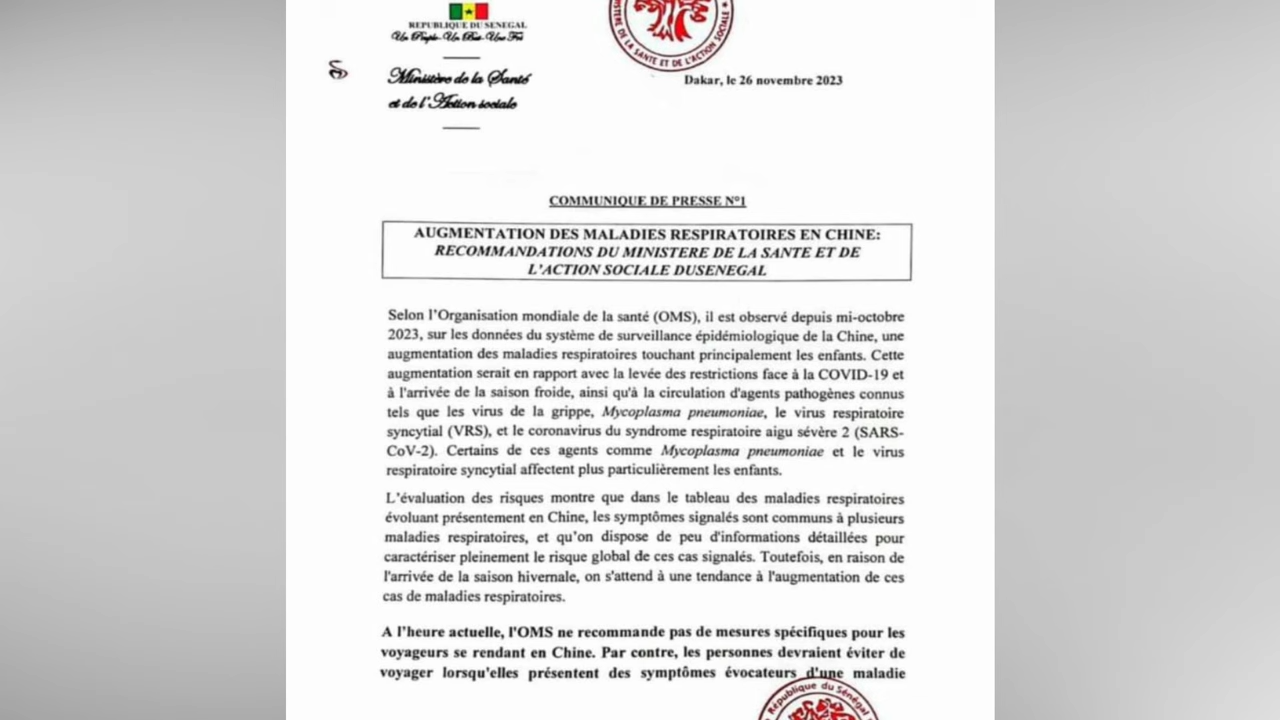 REPUBLIQUE DU SENEGAL
Un Peuple - Un But - Une Foi
Ministère de la Santé
et de l'Action sociale
MINISTERE DE LA SANTE ET DE L'ACTION SOCIALE
Dakar, le 26 novembre 2023
COMMUNIQUE DE PRESSE N°1
AUGMENTATION DES MALADIES RESPIRATOIRES EN CHINE:
RECOMMANDATIONS DU MINISTERE DE LA SANTE ET DE
L'ACTION SOCIALE DUSENEGAL
Selon l'Organisation mondiale de la santé (OMS), il est observé depuis mi-octobre
2023, sur les données du système de surveillance épidémiologique de la Chine, une
augmentation des maladies respiratoires touchant principalement les enfants. Cette
augmentation serait en rapport avec la levée des restrictions face à la COVID-19 et
à l'arrivée de la saison froide, ainsi qu'à la circulation d'agents pathogènes connus
tels que les virus de la grippe, Mycoplasma pneumoniae, le virus respiratoire
syncytial (VRS), et le coronavirus du syndrome respiratoire aigu sévère 2 (SARS-
CoV-2). Certains de ces agents comme Mycoplasma pneumoniae et le virus
respiratoire syncytial affectent plus particulièrement les enfants.
L'évaluation des risques montre que dans le tableau des maladies respiratoires
évoluant présentement en Chine, les symptômes signalés sont communs à plusieurs
maladies respiratoires, et qu'on dispose de peu d'informations détaillées pour
caractériser pleinement le risque global de ces cas signalés. Toutefois, en raison de
l'arrivée de la saison hivernale, on s'attend à une tendance à l'augmentation de ces
cas de maladies respiratoires.
A l'heure actuelle, l'OMS ne recommande pas de mesures spécifiques pour les
voyageurs se rendant en Chine. Par contre, les personnes devraient éviter de
voyager lorsqu'elles présentent des symptômes évocateurs d'une maladie
République du Sénégal